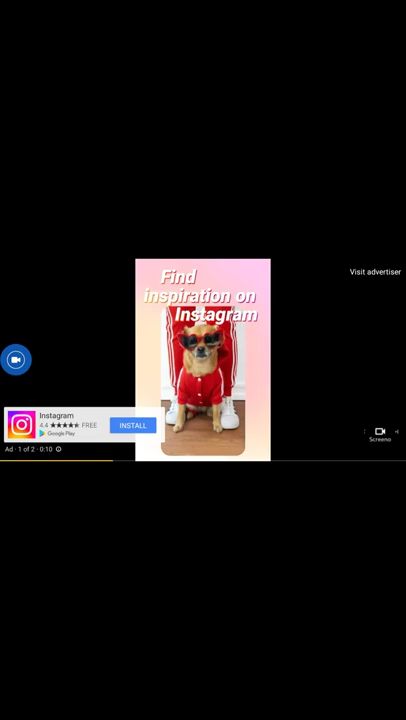 Find
inspiration on
Instagram
Visit advertiser
Instagram
4.4 ★★★★★ FREE
Google Play
INSTALL
Ad · 1 of 2 · 0:10
Screeno